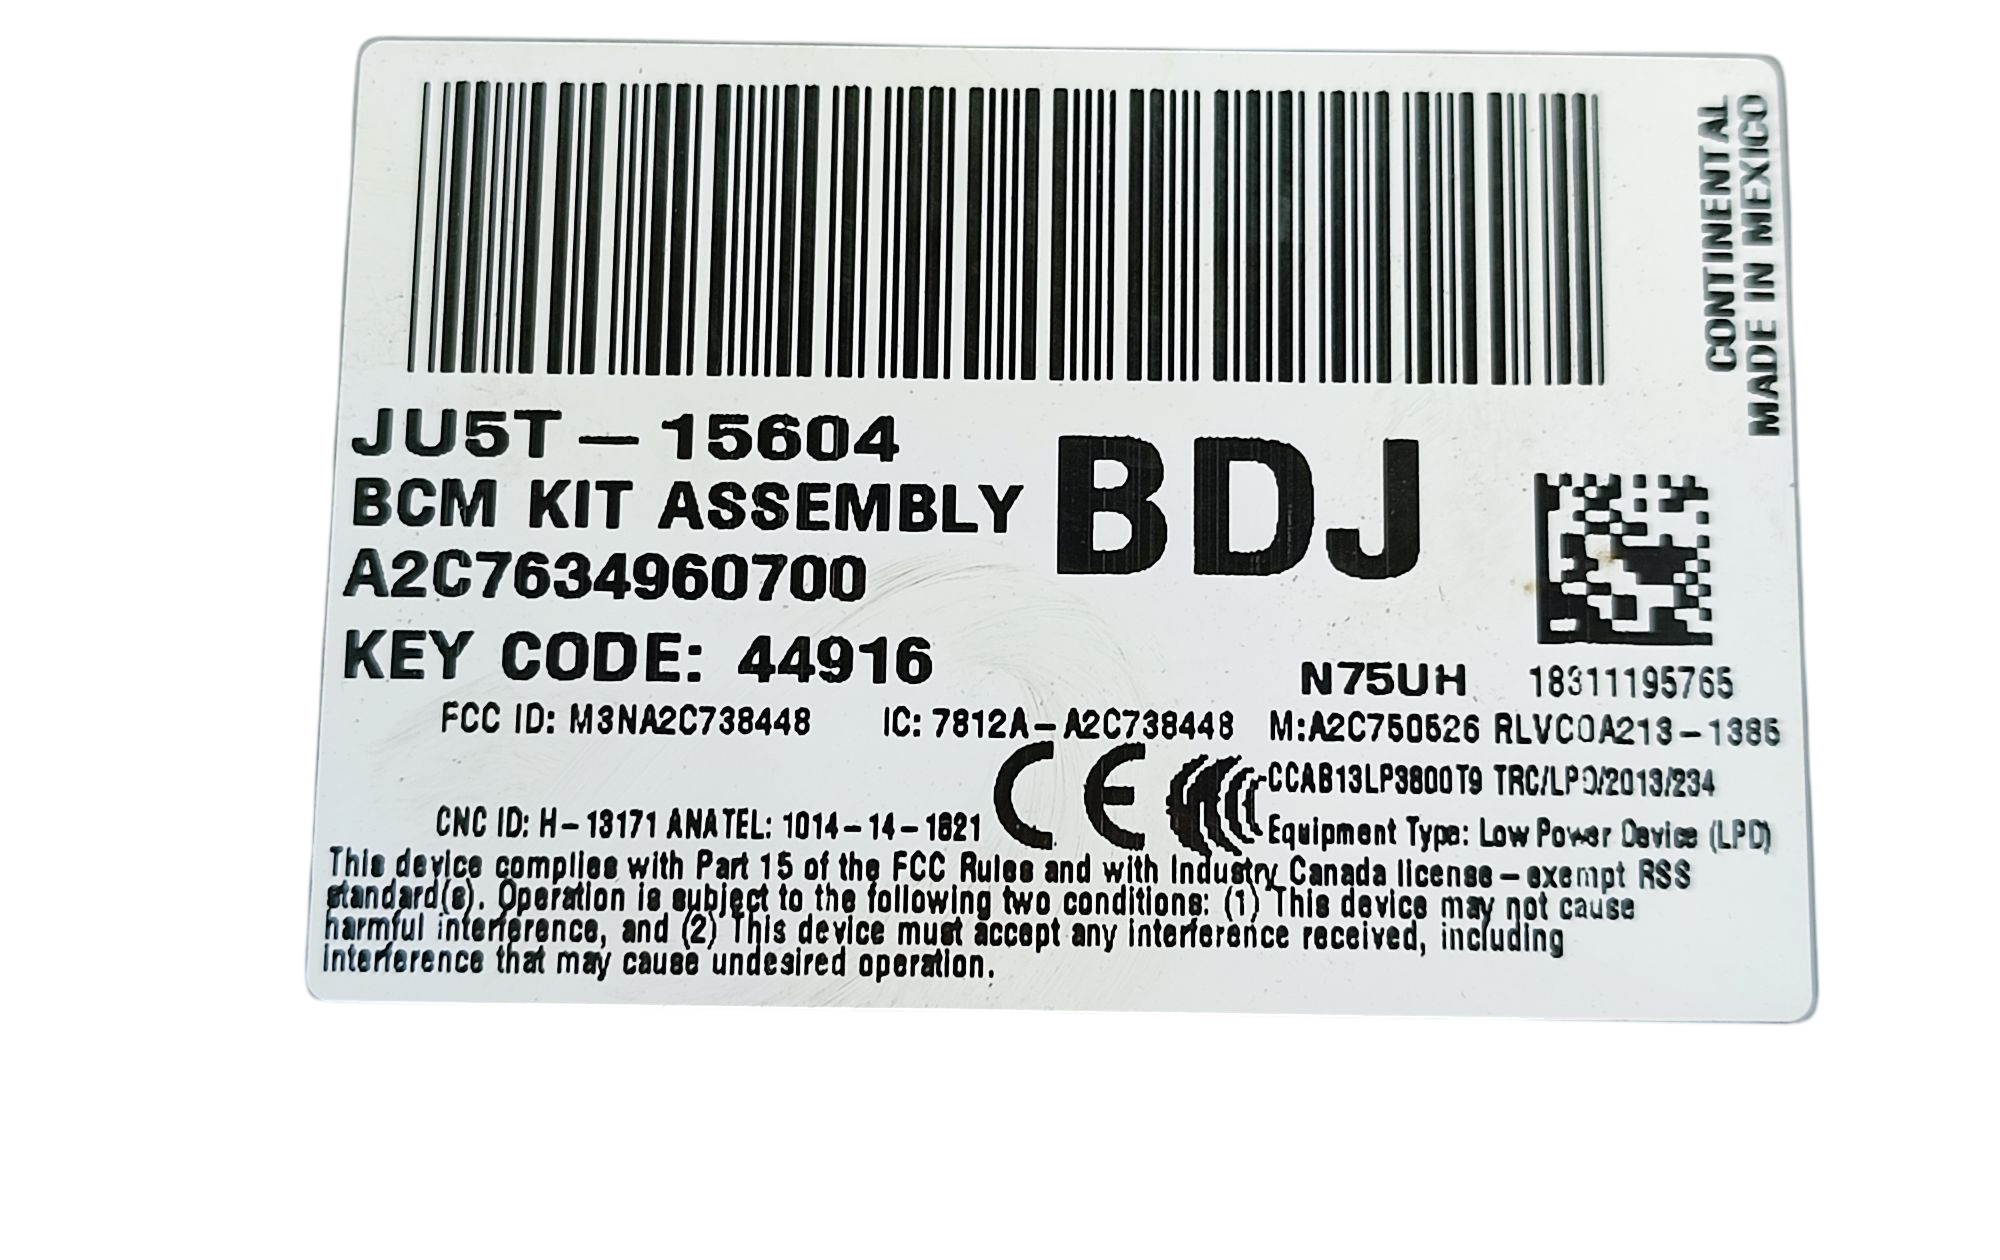 CONTINENTAL
MADE IN MEXICO
JU5T-15604
BDJ
BCM KIT ASSEMBLY
A2C7634960700
KEY CODE: 44916
N75UH 18311195765
FCC ID: M3NA2C738448 IC: 7812A-A2C738448 M:A2C750526 RLVCOA213-1385
CE CCAB13LP3800T9 TRC/LPD/2013/234
CNC ID: H-13171 ANATEL: 1014-14-1821 Equipment Type: Low Power Device (LPD)
This device complies with Part 15 of the FCC Rules and with Industry Canada license-exempt RSS
standard(s). Operation is subject to the following two conditions: (1) This device may not cause
harmful interference, and (2) This device must accept any interference received, including
interference that may cause undesired operation.